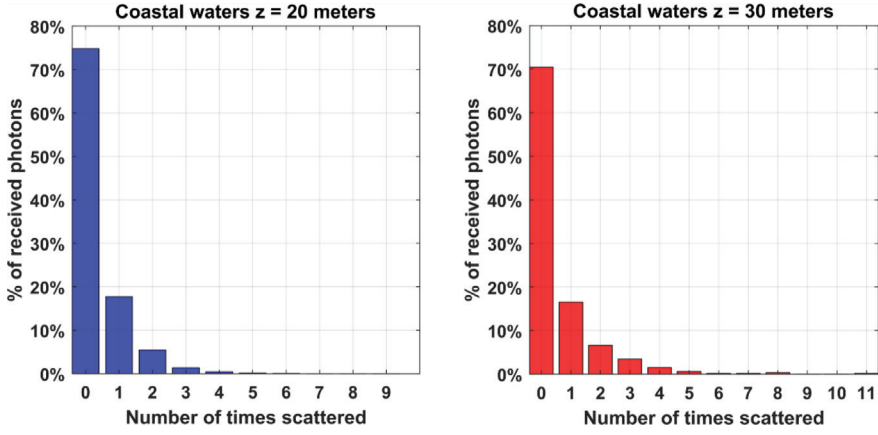 Coastal waters z = 20 meters
80%
70%
60%
50%
40%
30%
20%
10%
0%
% of received photons
0 1 2 3 4 5 6 7 8 9
Number of times scattered
Coastal waters z = 30 meters
80%
70%
60%
50%
40%
30%
20%
10%
0%
% of received photons
0 1 2 3 4 5 6 7 8 9 10 11
Number of times scattered